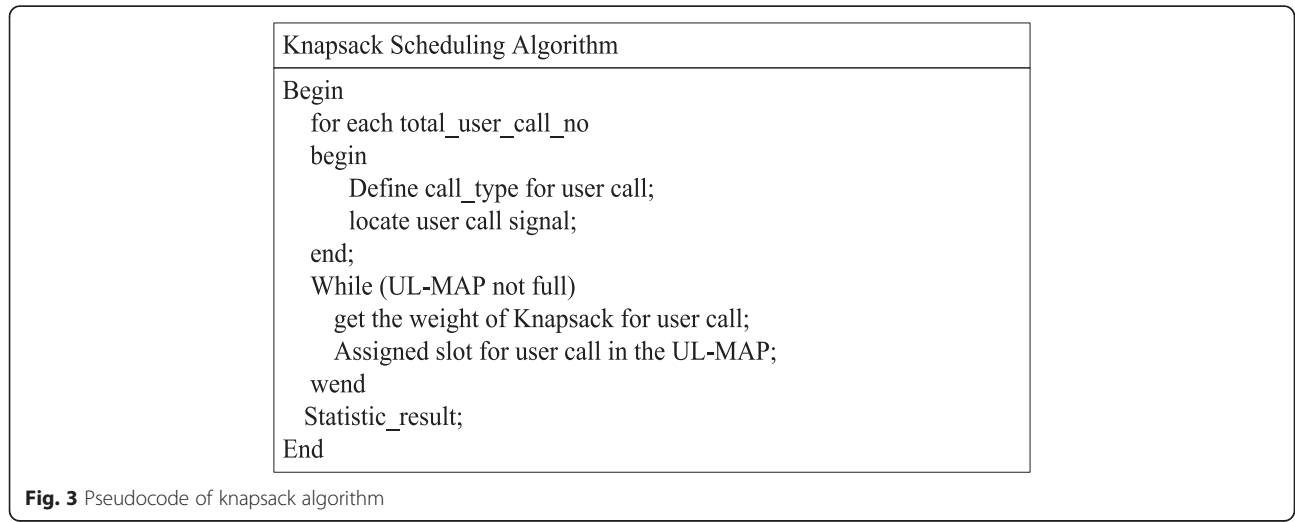 Knapsack Scheduling Algorithm
Begin
for each total_user_call_no
begin
Define call_type for user call;
locate user call signal;
end;
While (UL-MAP not full)
get the weight of Knapsack for user call;
Assigned slot for user call in the UL-MAP;
wend
Statistic_result;
End
Fig. 3 Pseudocode of knapsack algorithm